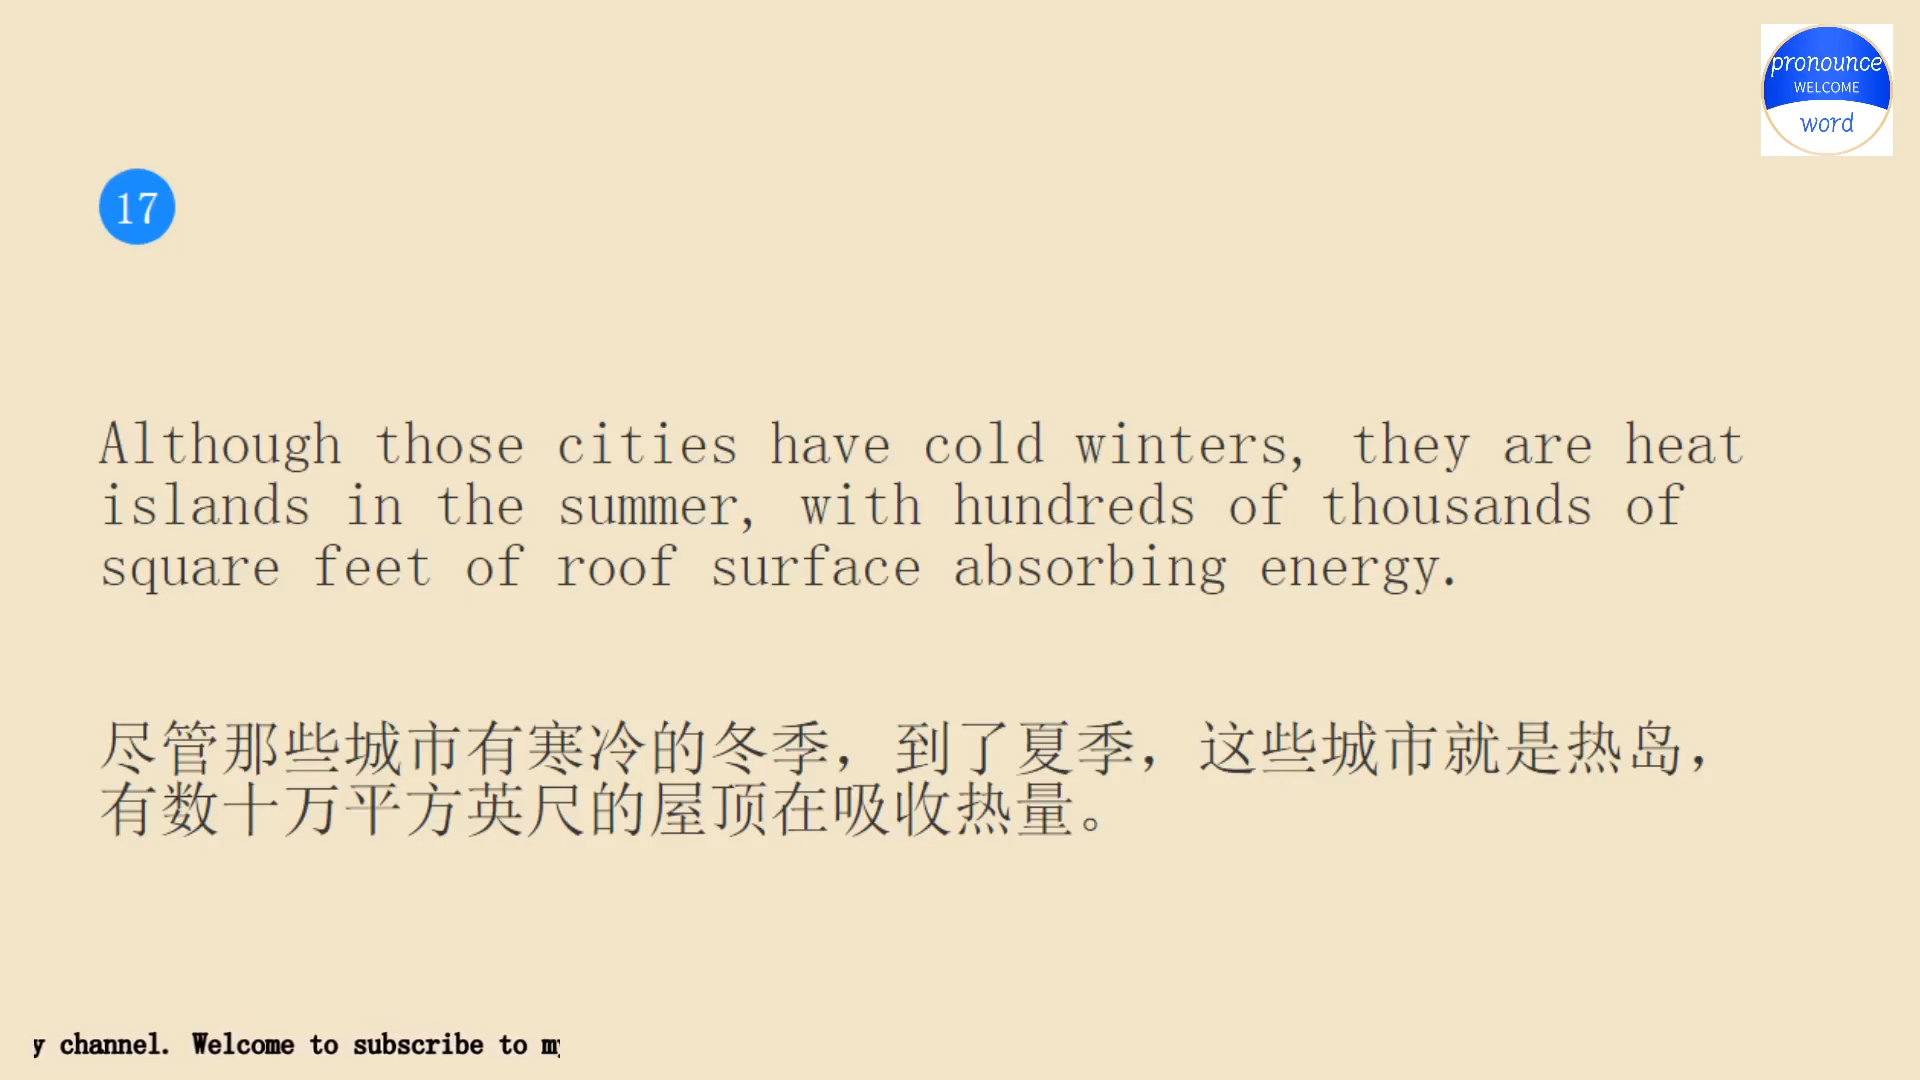 pronounce
WELCOME
word
17
Although those cities have cold winters, they are heat
islands in the summer, with hundreds of thousands of
square feet of roof surface absorbing energy.
尽管那些城市有寒冷的冬季，到了夏季，这些城市就是热岛，
有数十万平方英尺的屋顶在吸收热量。
y channel. Welcome to subscribe to my